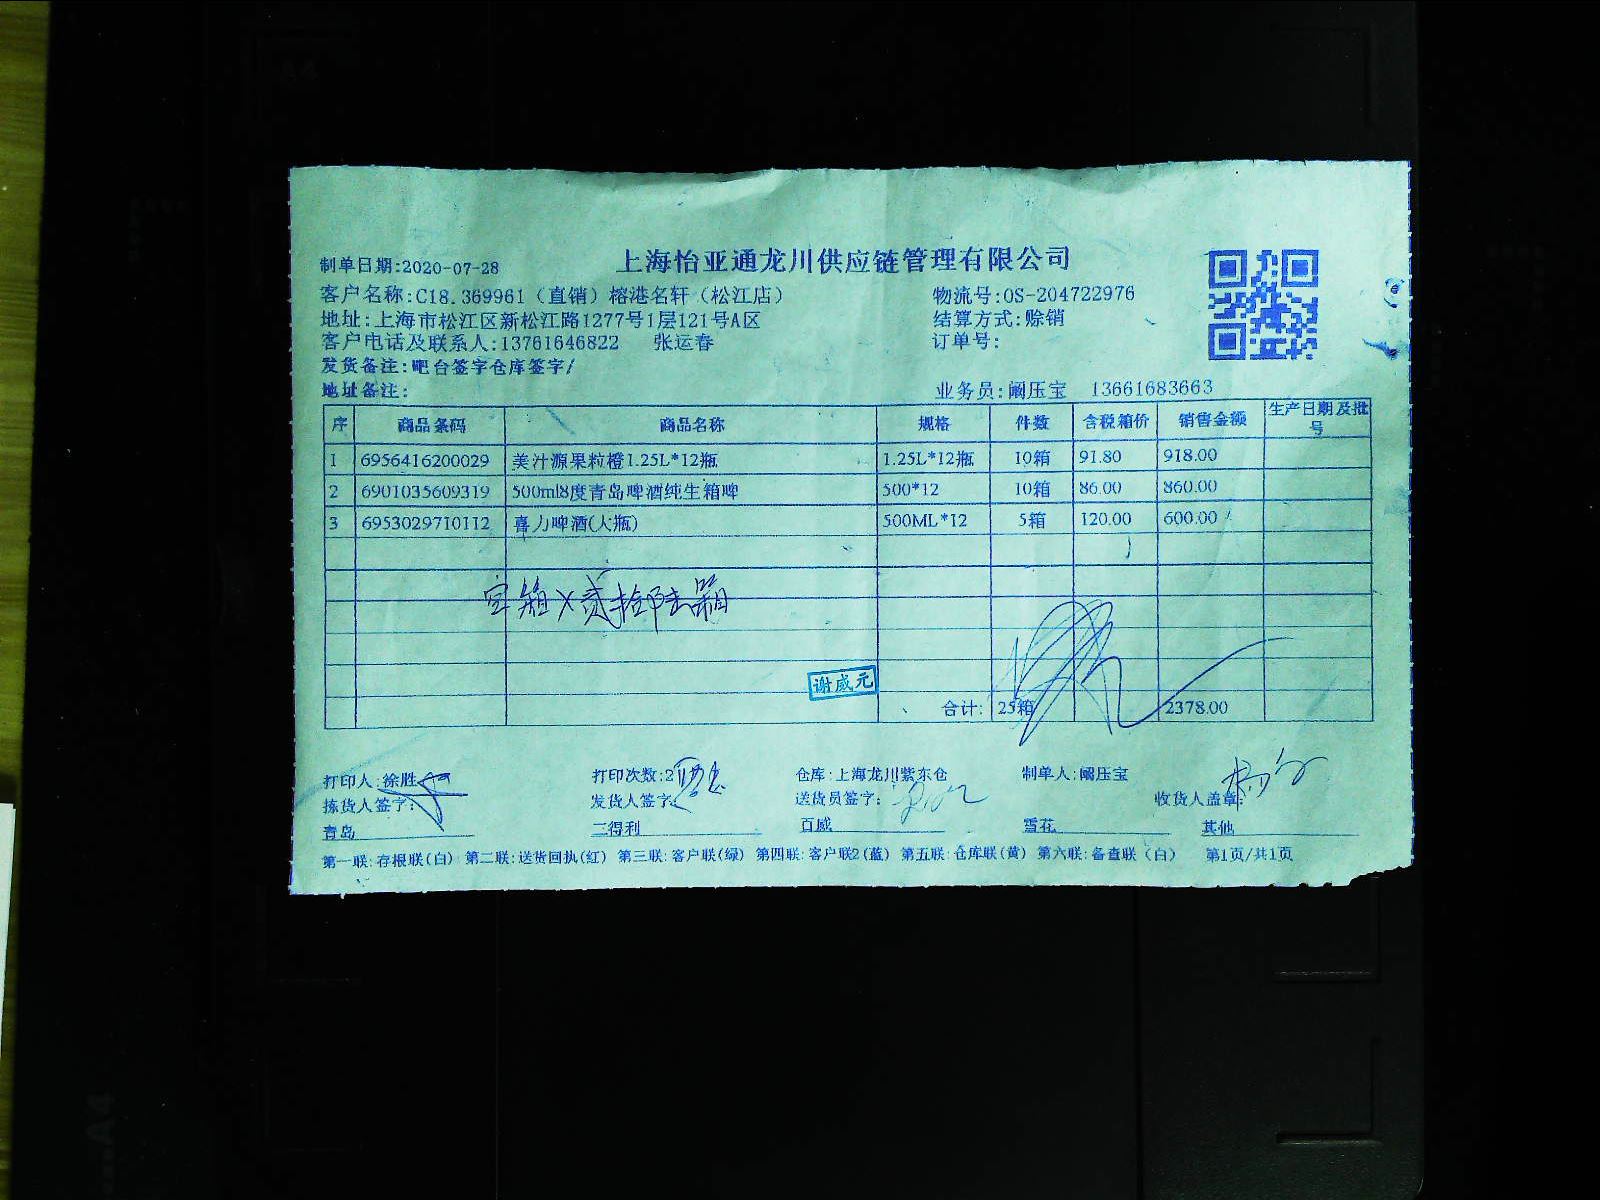 上海怡亚通龙川供应链管理有限公司
制单日期:2020-07-28
客户名称:C18.369961（直销）榕港名轩（松江店） 物流号:OS-204722976
地址:上海市松江区新松江路1277号1层121号A区 结算方式:赊销
客户电话及联系人:13761646822 张运春 订单号:
发货备注:吧台签字仓库签字/
地址备注: 业务员:阚压宝 13661683663
序 商品条码 商品名称 规格 件数 含税箱价 销售金额 生产日期及批号
1 6956416200029 美汁源果粒橙1.25L*12瓶 1.25L*12瓶 10箱 91.80 918.00
2 6901035609319 500ml8度青岛啤酒纯生箱啤 500*12 10箱 86.00 860.00
3 6953029710112 喜力啤酒(大瓶) 500ML*12 5箱 120.00 600.00
空箱X贰拾陆箱
谢威元
合计: 25箱 2378.00
打印人:徐胜 打印次数:2 仓库:上海龙川紫东仓 制单人:阚压宝
拣货人签字: 发货人签字: 送货员签字: 收货人盖章:
青岛 三得利 百威 雪花 其他
第一联:存根联(白) 第二联:送货回执(红) 第三联:客户联(绿) 第四联:客户联2(蓝) 第五联:仓库联(黄) 第六联:备查联（白） 第1页/共1页